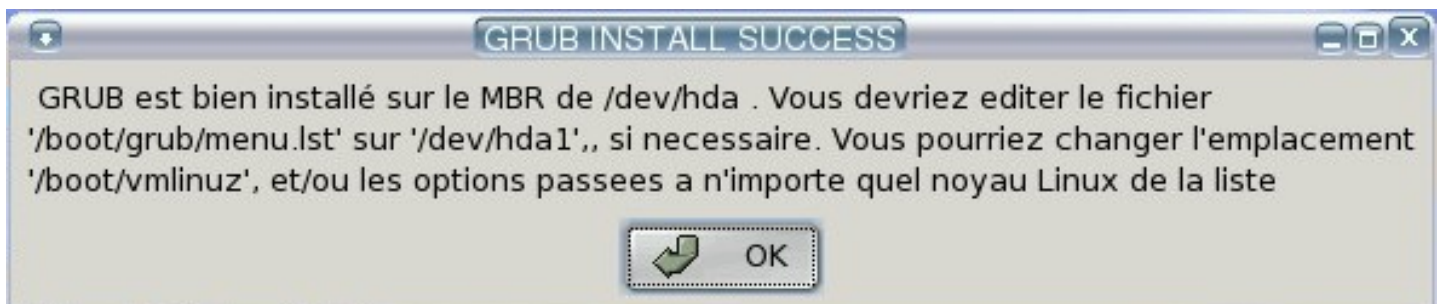 GRUB INSTALL SUCCESS
GRUB est bien installé sur le MBR de /dev/hda . Vous devriez editer le fichier
'/boot/grub/menu.lst' sur '/dev/hda1',, si necessaire. Vous pourriez changer l'emplacement
'/boot/vmlinuz', et/ou les options passees a n'importe quel noyau Linux de la liste
OK